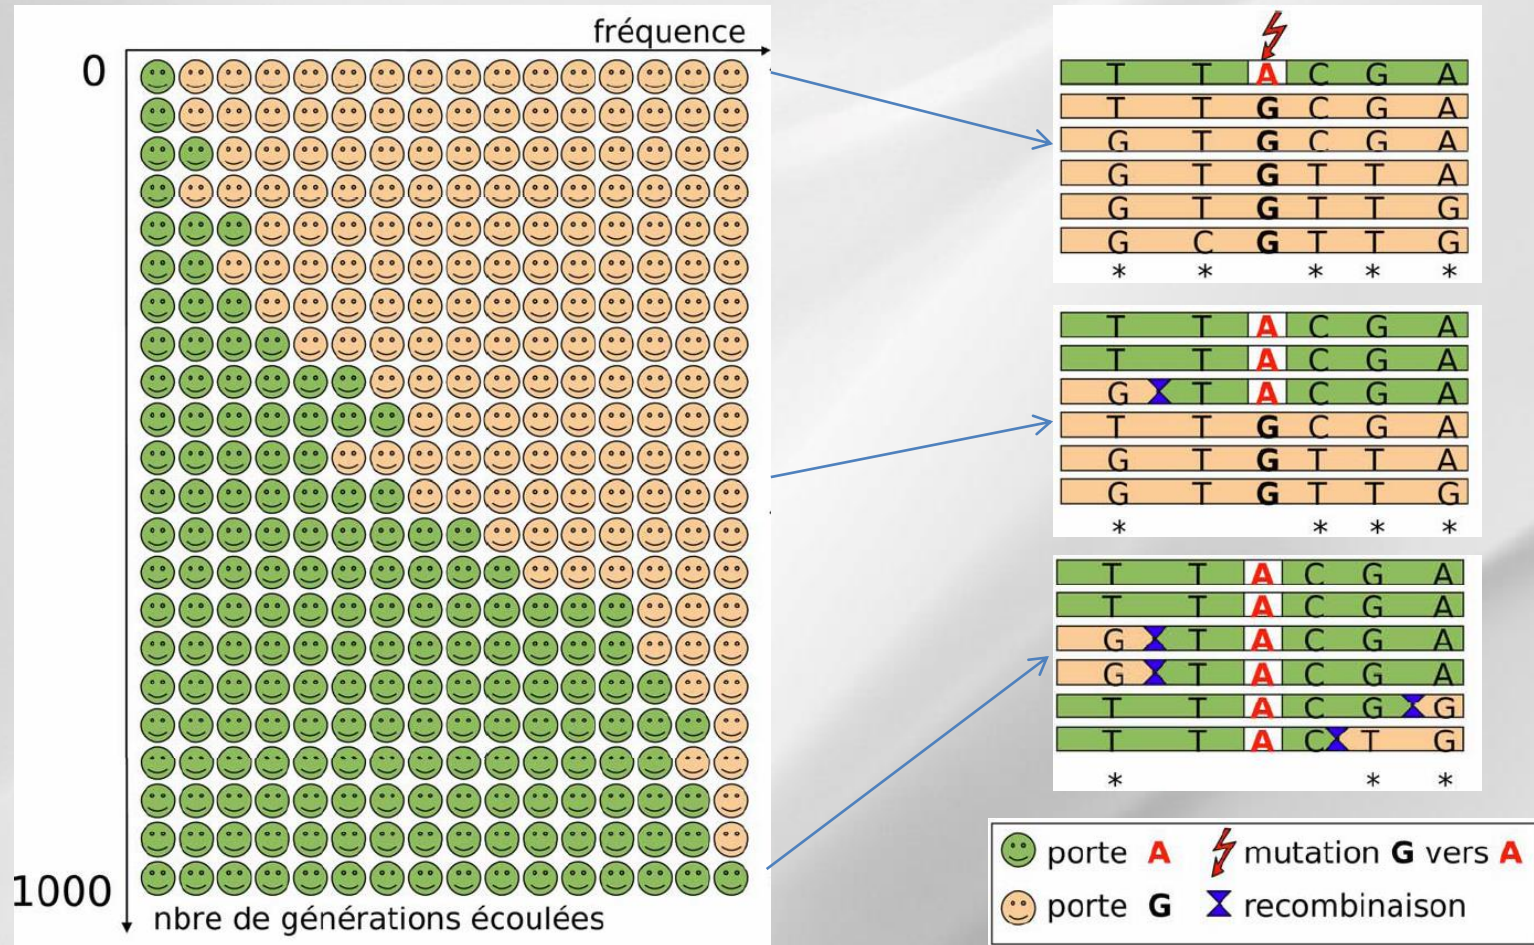 fréquence
0
1000
nbre de générations écoulées
T T A C G A
T T G C G A
G T G C G A
G T G T T A
G T G T T G
G C G T T G
* * * * *
T T A C G A
T T A C G A
G T A C G A
T T G C G A
G T G T T A
G T G T T G
* * * *
T T A C G A
T T A C G A
G T A C G A
G T A C G A
T T A C G G
T T A C T G
* * *
porte A mutation G vers A
porte G recombinaison